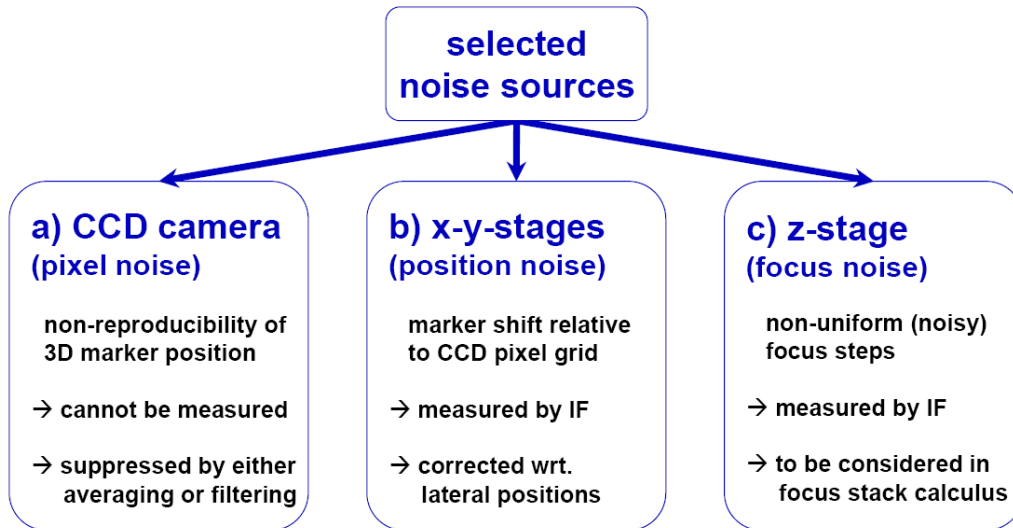 selected
noise sources
a) CCD camera
(pixel noise)
non-reproducibility of
3D marker position
→ cannot be measured
→ suppressed by either
averaging or filtering
b) x-y-stages
(position noise)
marker shift relative
to CCD pixel grid
→ measured by IF
→ corrected wrt.
lateral positions
c) z-stage
(focus noise)
non-uniform (noisy)
focus steps
→ measured by IF
→ to be considered in
focus stack calculus